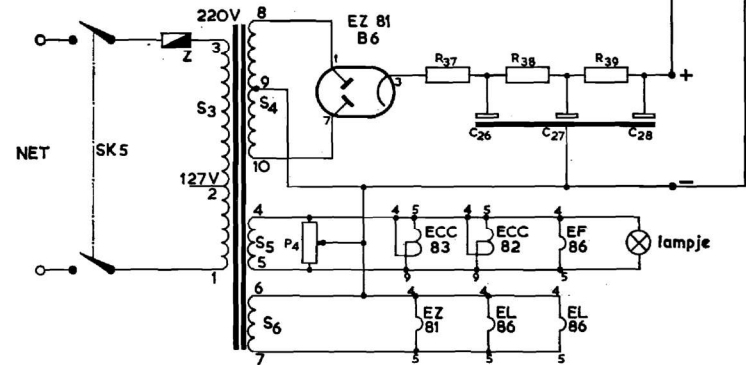 220V
8
EZ 81
B6
3
Z
1
3
R37
R38
R39
+
9
S3
S4
7
C26
C27
C28
NET
SK5
10
127V
2
−
4
4
5
4
5
4
P4
S5
ECC
83
ECC
82
EF
86
lampje
5
9
9
5
1
6
4
4
4
S6
EZ
81
EL
86
EL
86
7
5
5
5